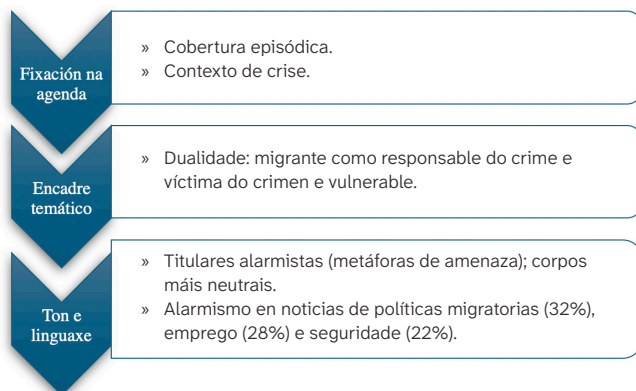 Fixación na
agenda
» Cobertura episódica.
» Contexto de crise.
Encadre
temático
» Dualidade: migrante como responsable do crime e
víctima do crimen e vulnerable.
Ton e
linguaxe
» Titulares alarmistas (metáforas de amenaza); corpos
máis neutrais.
» Alarmismo en noticias de políticas migratorias (32%),
emprego (28%) e seguridade (22%).